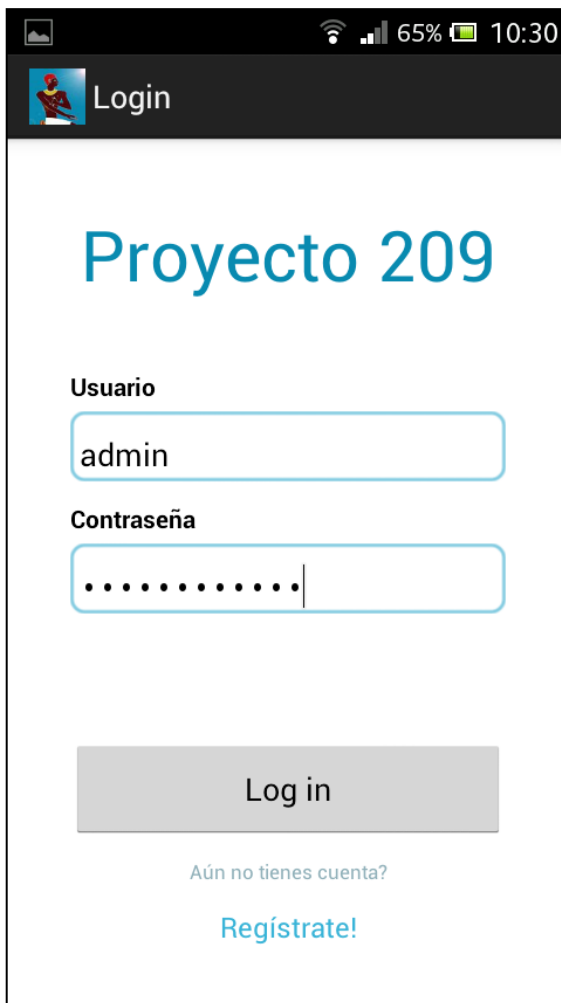 65% 10:30
Login
Proyecto 209
Usuario
admin
Contraseña
••••••••••••
Log in
Aún no tienes cuenta?
Regístrate!